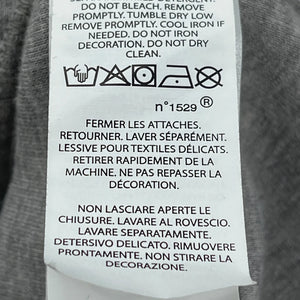 DO NOT BLEACH. REMOVE
PROMPTLY. TUMBLE DRY LOW
REMOVE PROMPTLY. COOL IRON IF
NEEDED. DO NOT IRON
DECORATION. DO NOT DRY
CLEAN.
n°1529®
FERMER LES ATTACHES.
RETOURNER. LAVER SÉPARÉMENT.
LESSIVE POUR TEXTILES DÉLICATS.
RETIRER RAPIDEMENT DE LA
MACHINE. NE PAS REPASSER LA
DÉCORATION.
NON LASCIARE APERTE LE
CHIUSURE. LAVARE AL ROVESCIO.
LAVARE SEPARATAMENTE.
DETERSIVO DELICATO. RIMUOVERE
PRONTAMENTE. NON STIRARE LA
DECORAZIONE.